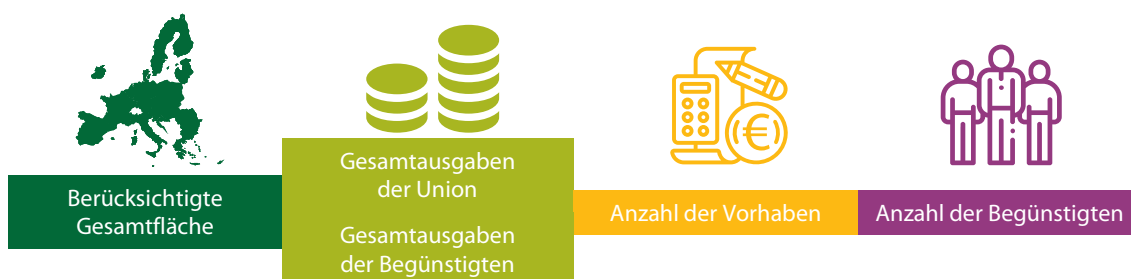 Berücksichtigte
Gesamtfläche
Gesamtausgaben
der Union
Gesamtausgaben
der Begünstigten
Anzahl der Vorhaben
Anzahl der Begünstigten